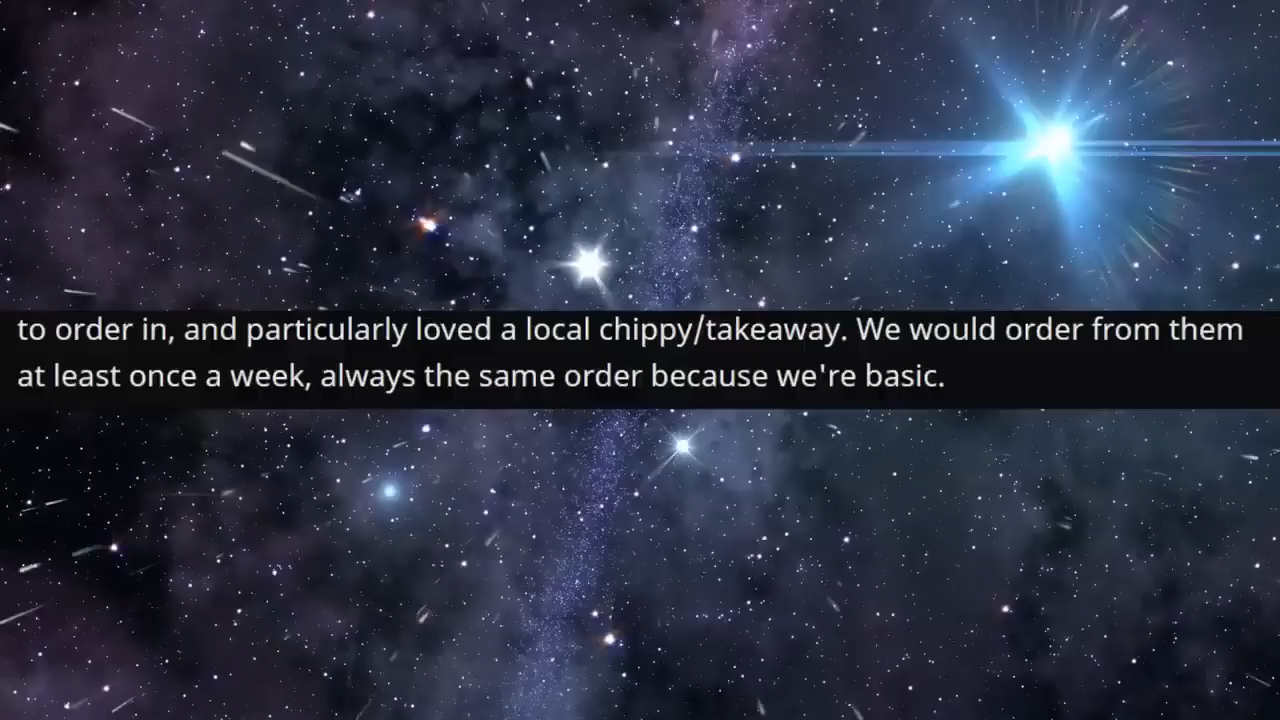 to order in, and particularly loved a local chippy/takeaway. We would order from them
at least once a week, always the same order because we're basic.